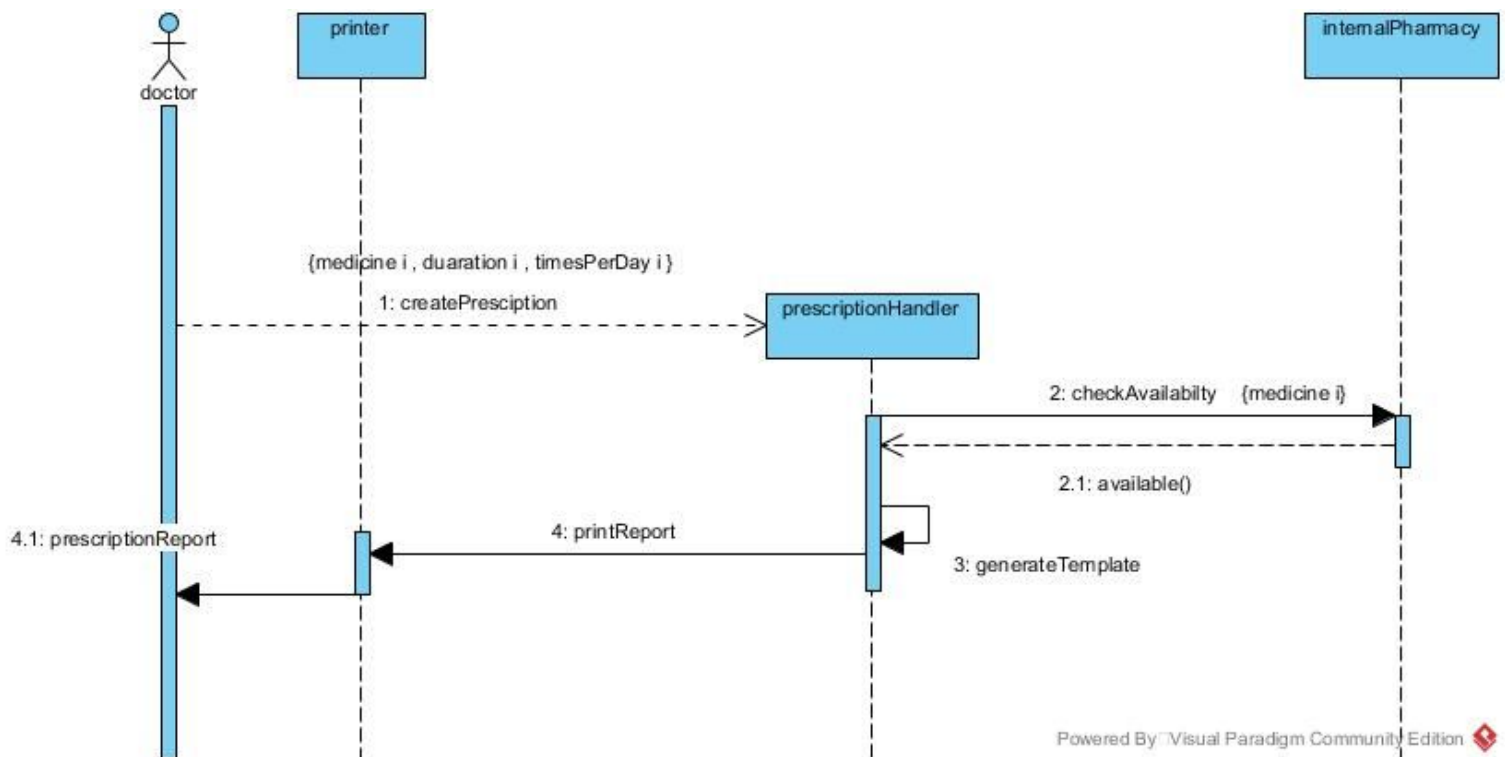 printer
internalPharmacy
doctor
{medicine i , duaration i , timesPerDay i }
1: createPresciption
prescriptionHandler
2: checkAvailabilty {medicine i}
2.1: available()
4: printReport
4.1: prescriptionReport
3: generateTemplate
Powered By Visual Paradigm Community Edition